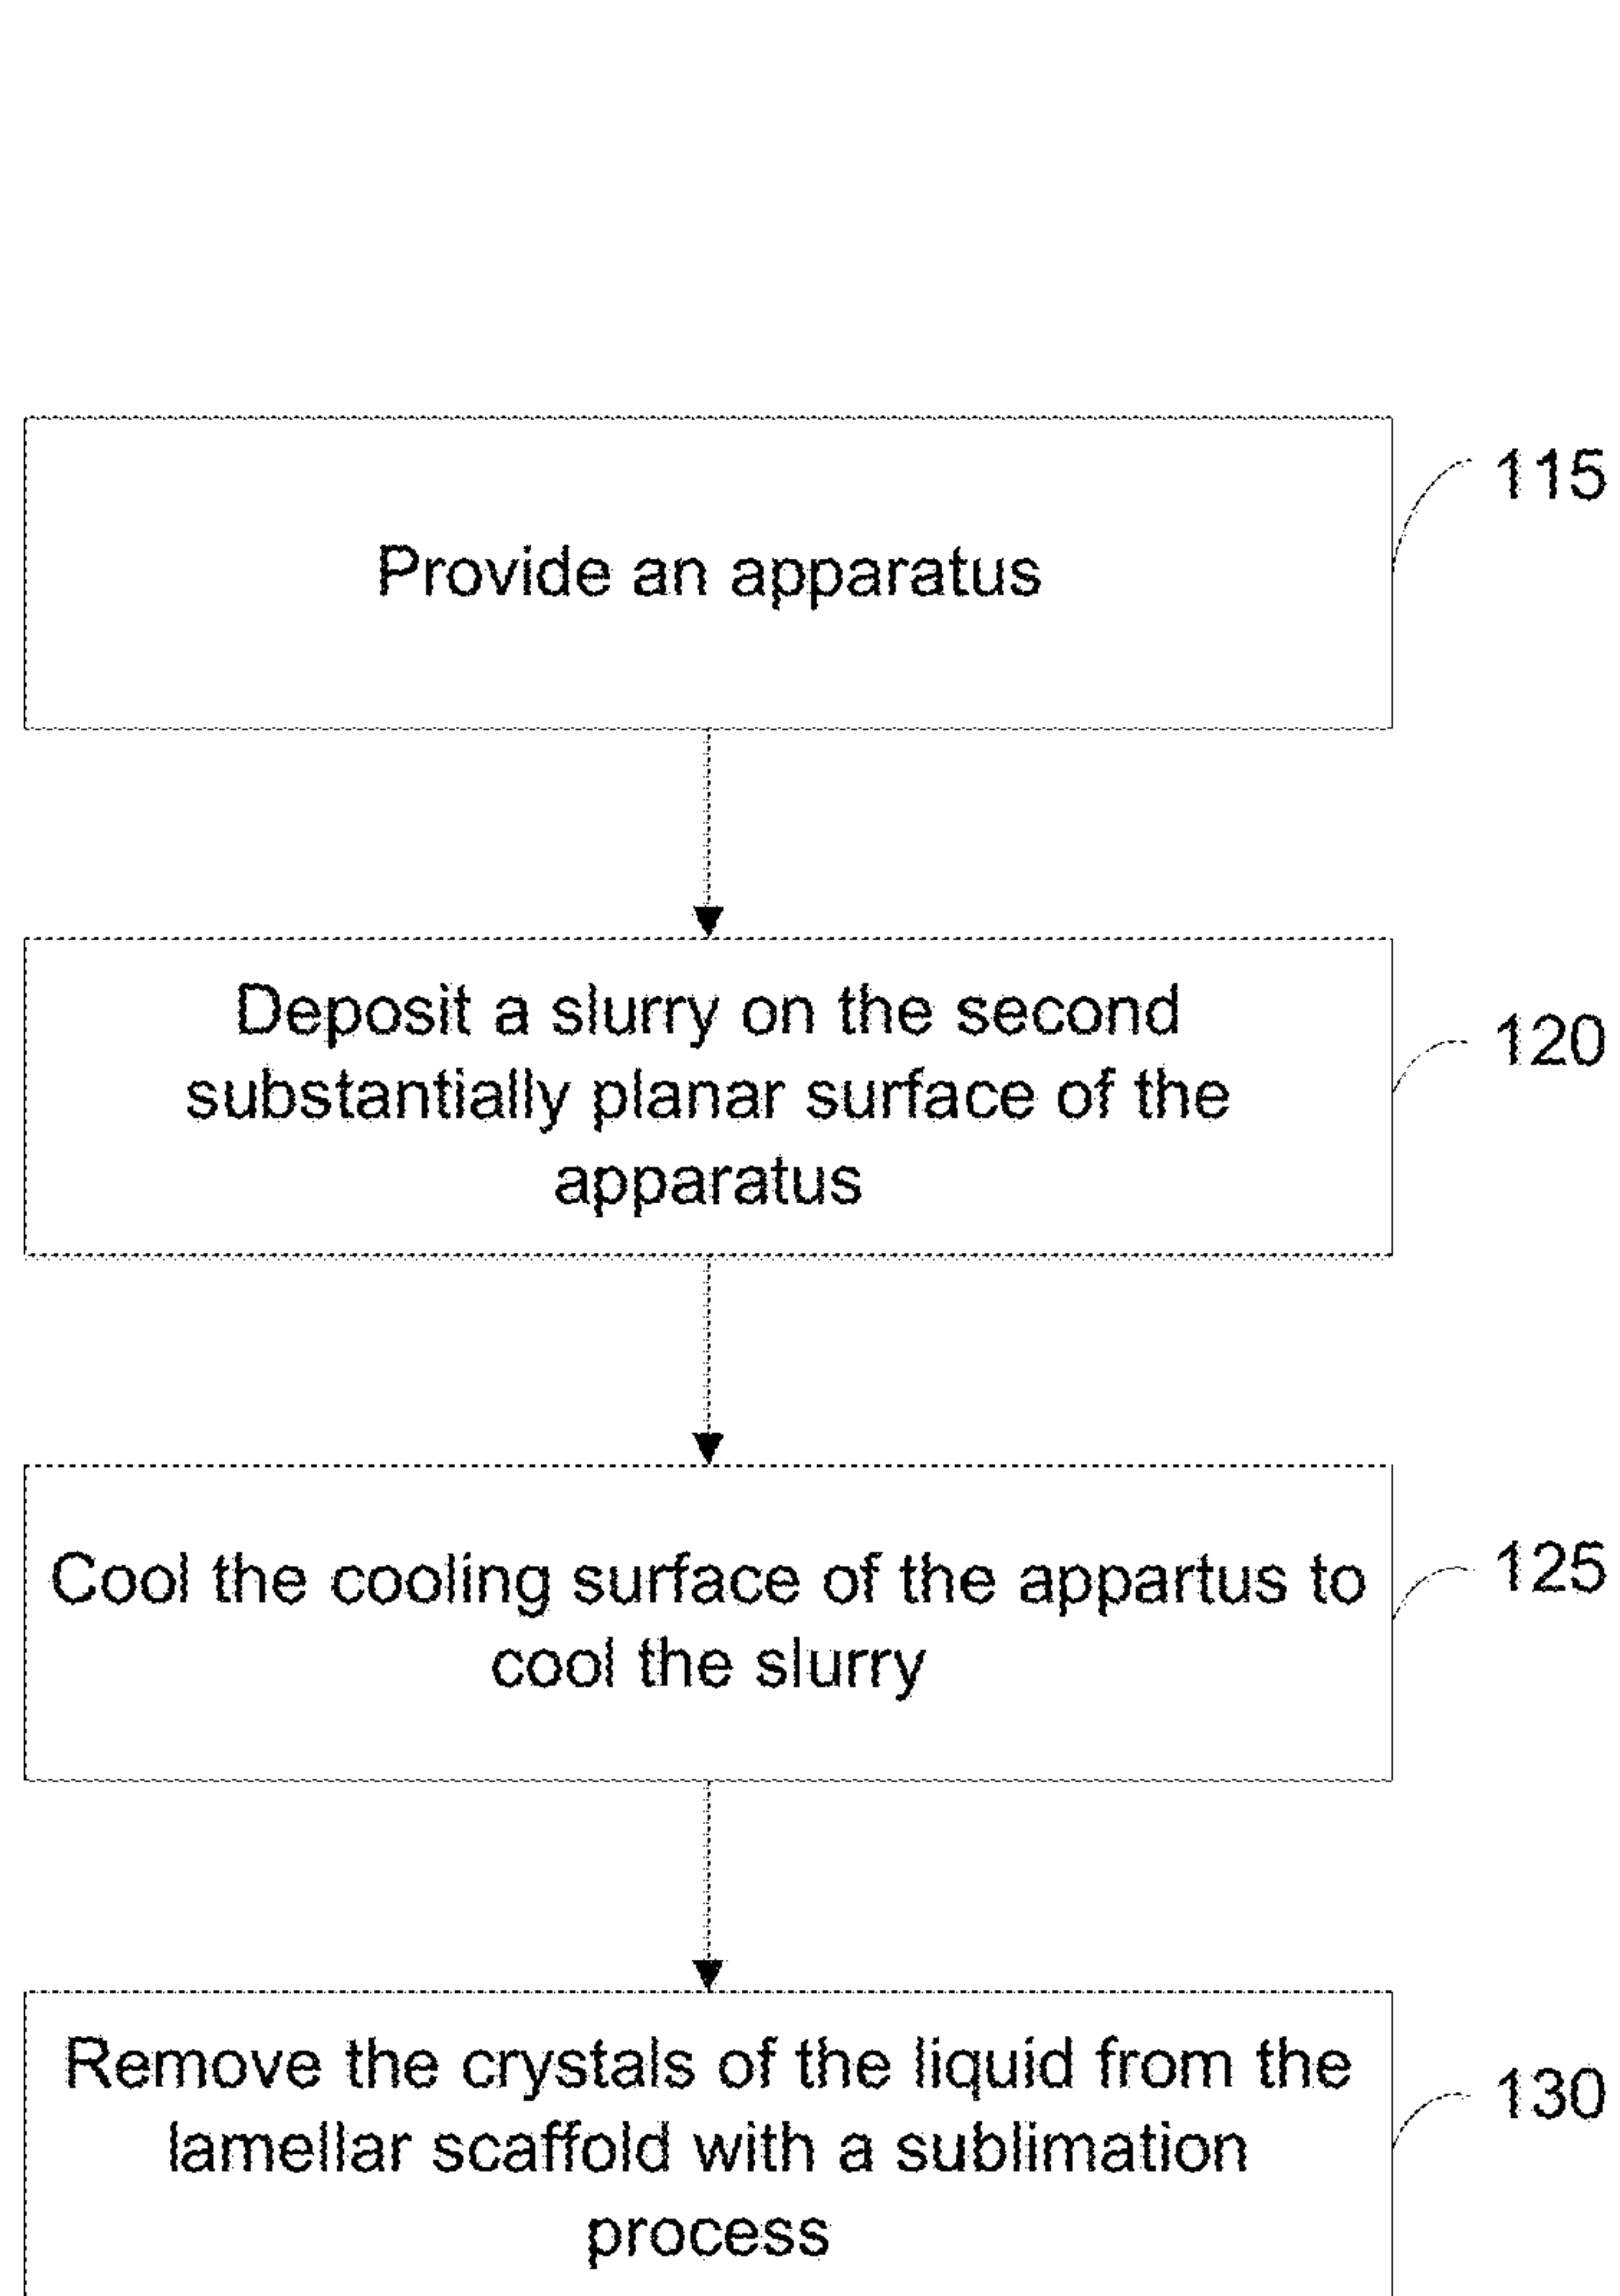 Provide an apparatus
115
Deposit a slurry on the second
substantially planar surface of the
apparatus
120
Cool the cooling surface of the appartus to
cool the slurry
125
Remove the crystals of the liquid from the
lamellar scaffold with a sublimation
process
130